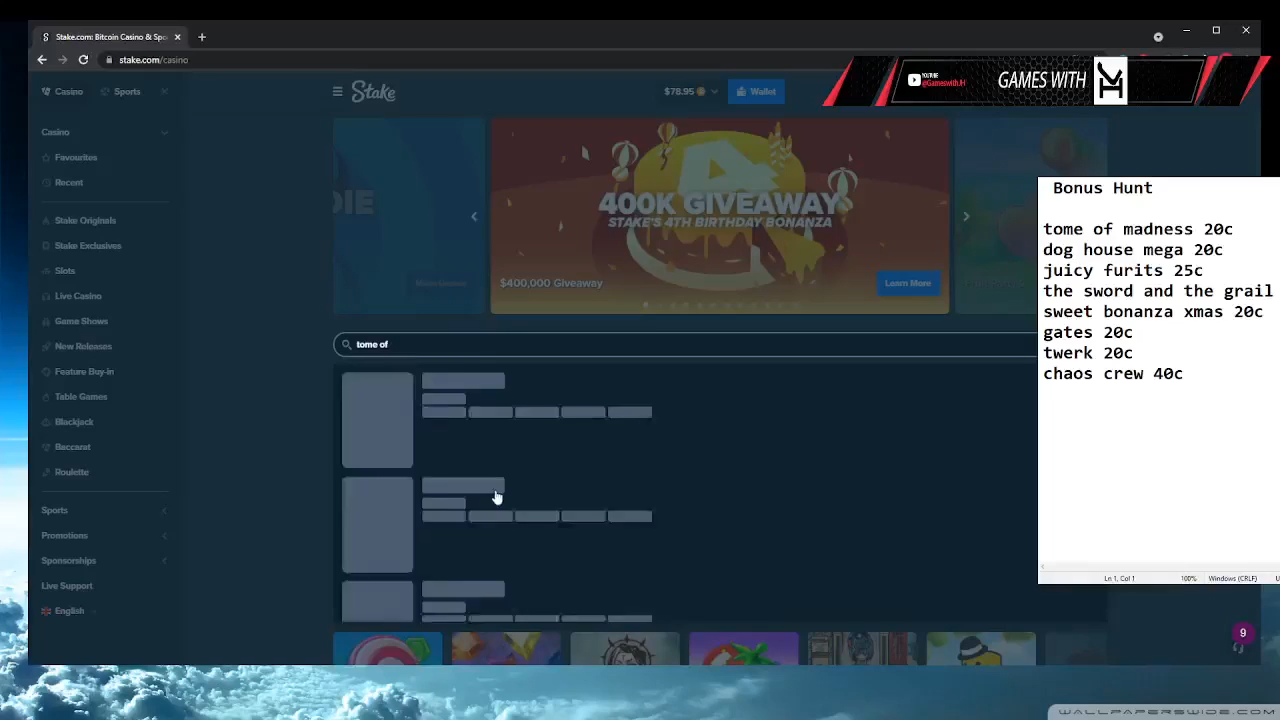 Stake.com: Bitcoin Casino & Spo
stake.com/casino
Casino
Sports
Stake
$78.95
Wallet
YOUTUBE
@GameswithJH
GAMES WITH
JH
Casino
Favourites
Recent
Stake Originals
Stake Exclusives
Slots
Live Casino
Game Shows
New Releases
Feature Buy-in
Table Games
Blackjack
Baccarat
Roulette
Sports
Promotions
Sponsorships
Live Support
English
400K GIVEAWAY
STAKE'S 4TH BIRTHDAY BONANZA
$400,000 Giveaway
Learn More
tome of
Bonus Hunt
tome of madness 20c
dog house mega 20c
juicy furits 25c
the sword and the grail
sweet bonanza xmas 20c
gates 20c
twerk 20c
chaos crew 40c
Ln 1, Col 1
100%
Windows (CRLF)
9
WALLPAPERSWIDE.COM